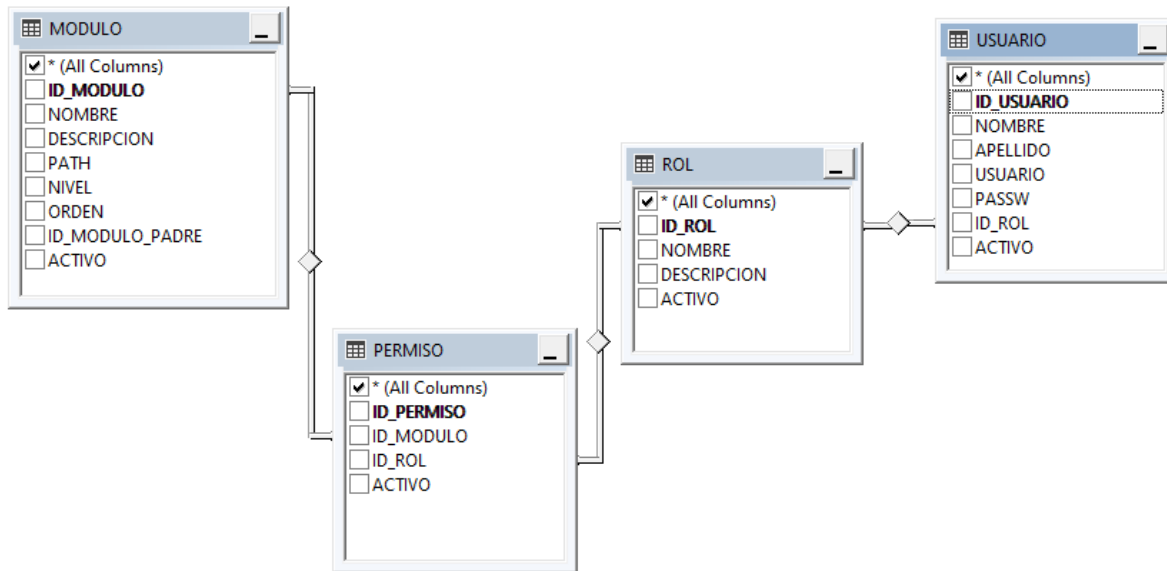 MODULO
* (All Columns)
ID_MODULO
NOMBRE
DESCRIPCION
PATH
NIVEL
ORDEN
ID_MODULO_PADRE
ACTIVO
PERMISO
* (All Columns)
ID_PERMISO
ID_MODULO
ID_ROL
ACTIVO
ROL
* (All Columns)
ID_ROL
NOMBRE
DESCRIPCION
ACTIVO
USUARIO
* (All Columns)
ID_USUARIO
NOMBRE
APELLIDO
USUARIO
PASSW
ID_ROL
ACTIVO